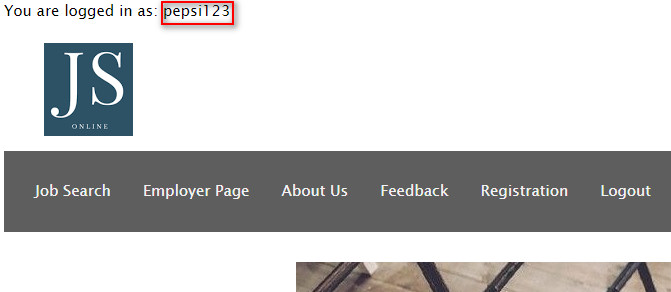 You are logged in as: pepsi123
JS
ONLINE
Job Search Employer Page About Us Feedback Registration Logout